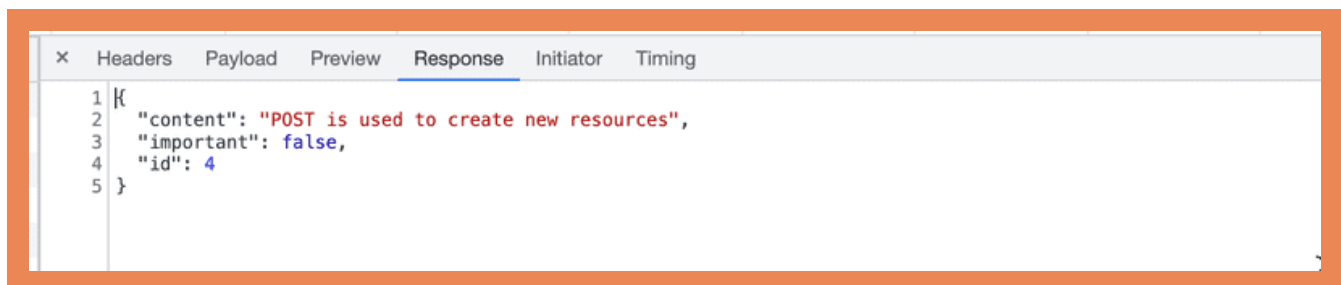 × Headers Payload Preview Response Initiator Timing
1 {
2 "content": "POST is used to create new resources",
3 "important": false,
4 "id": 4
5 }